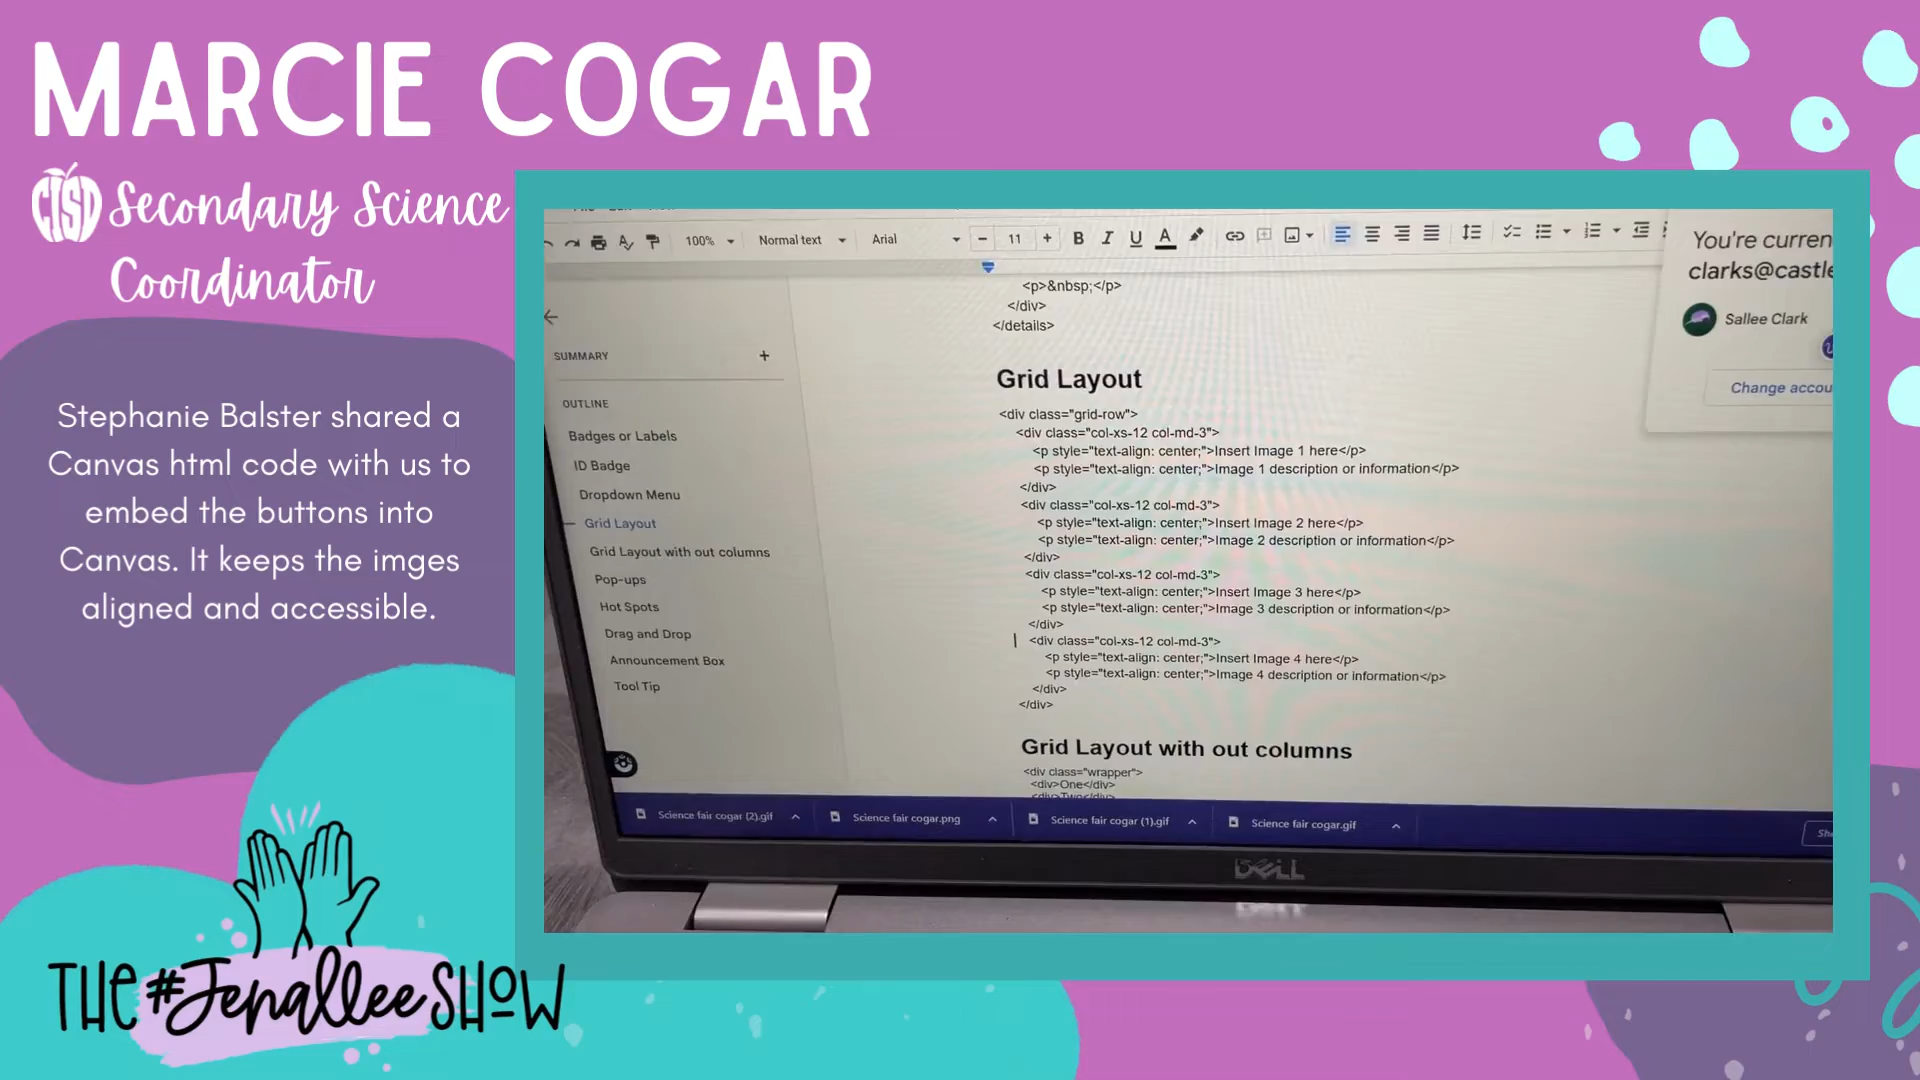 MARCIE COGAR
CISD Secondary Science
Coordinator
Stephanie Balster shared a
Canvas html code with us to
embed the buttons into
Canvas. It keeps the imges
aligned and accessible.
THE #Jenallee SHOW
100% Normal text Arial - 11 + B I U A
SUMMARY +
OUTLINE
Badges or Labels
ID Badge
Dropdown Menu
Grid Layout
Grid Layout with out columns
Pop-ups
Hot Spots
Drag and Drop
Announcement Box
Tool Tip
<p>&nbsp;</p>
</div>
</details>
Grid Layout
<div class="grid-row">
<div class="col-xs-12 col-md-3">
<p style="text-align: center;">Insert Image 1 here</p>
<p style="text-align: center;">Image 1 description or information</p>
</div>
<div class="col-xs-12 col-md-3">
<p style="text-align: center;">Insert Image 2 here</p>
<p style="text-align: center;">Image 2 description or information</p>
</div>
<div class="col-xs-12 col-md-3">
<p style="text-align: center;">Insert Image 3 here</p>
<p style="text-align: center;">Image 3 description or information</p>
</div>
<div class="col-xs-12 col-md-3">
<p style="text-align: center;">Insert Image 4 here</p>
<p style="text-align: center;">Image 4 description or information</p>
</div>
</div>
Grid Layout with out columns
<div class="wrapper">
<div>One</div>
<div>Two</div>
You're curren
clarks@castle
Sallee Clark
Change accou
Science fair cogar (2).gif
Science fair cogar.png
Science fair cogar (1).gif
Science fair cogar.gif
DELL